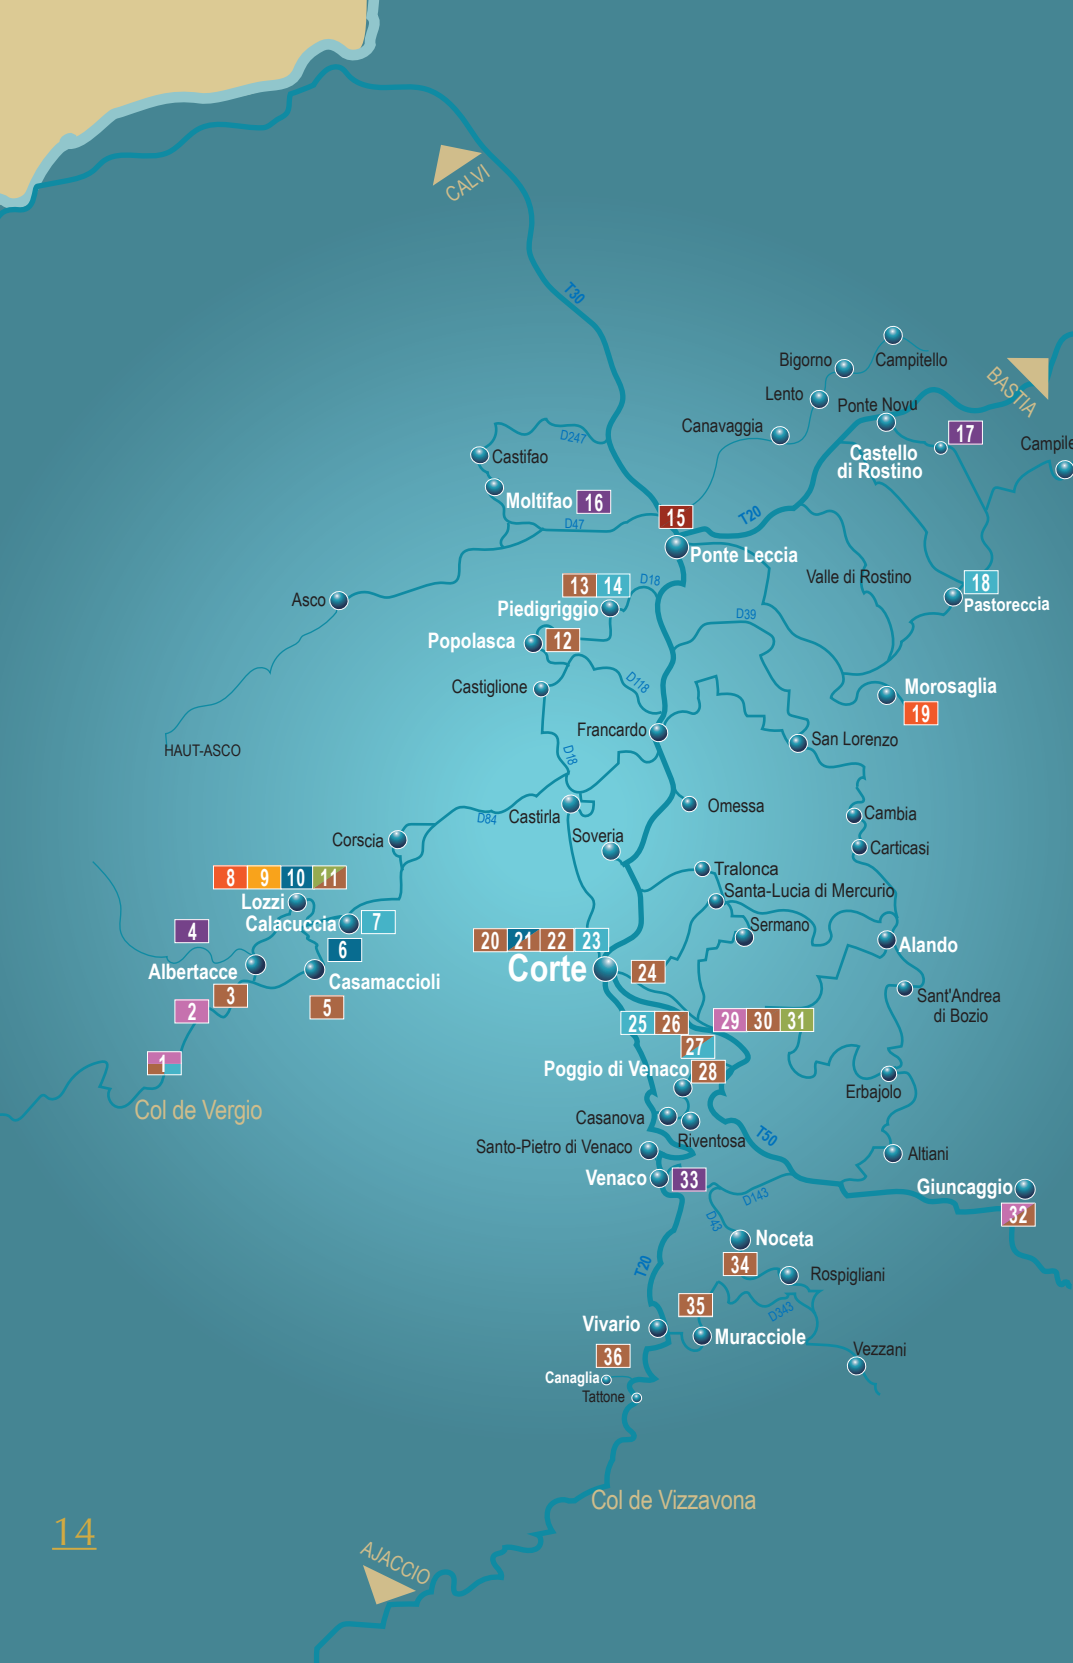 CALVI
T30
Bigorno
Campitello
BASTIA
Lento
Ponte Novu
Canavaggia
17
D247
Castello
di Rostino
Castifao
Moltifao
16
15
T20
D47
Ponte Leccia
13 14
D18
Valle di Rostino
18
Asco
Piedigriggio
Pastoreccia
D39
Popolasca
12
Castiglione
D118
Morosaglia
19
Francardo
San Lorenzo
HAUT-ASCO
D18
Omessa
D84
Castirla
Cambia
Soveria
Corscia
Carticasi
Tralonca
8 9 10 11
Santa-Lucia di Mercurio
Lozzi
Calacuccia
7
Sermano
4
6
20 21 22 23
Alando
Albertacce
Corte
24
Casamaccioli
3
5
Sant'Andrea
di Bozio
2
25 26
29 30 31
27
1
Poggio di Venaco
28
Erbajolo
Col de Vergio
Casanova
Riventosa
T50
Santo-Pietro di Venaco
Altiani
Venaco
33
Giuncaggio
D143
32
D43
Noceta
34
T20
Rospigliani
35
D343
Vivario
Muracciole
36
Vezzani
Canaglia
Tattone
Col de Vizzavona
14
AJACCIO